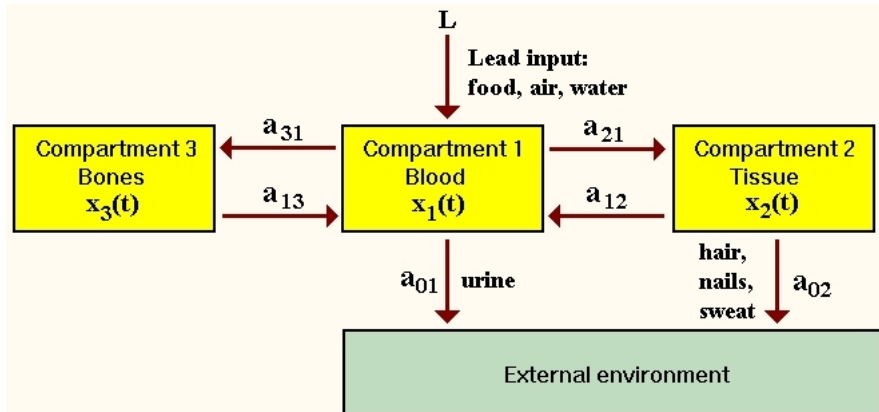 L
Lead input:
food, air, water
a31
a21
Compartment 3
Bones
x3(t)
Compartment 1
Blood
x1(t)
Compartment 2
Tissue
x2(t)
a13
a12
a01
urine
hair,
nails,
sweat
a02
External environment